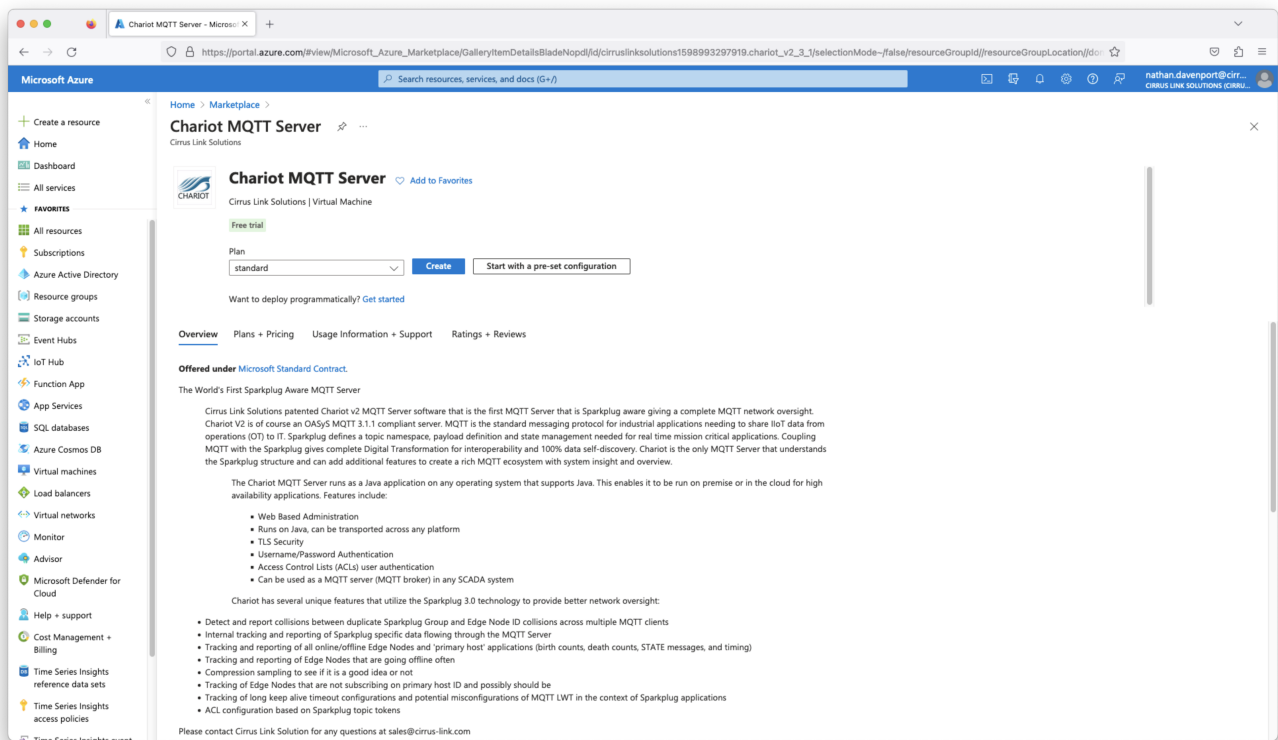 Chariot MQTT Server - Microsof
https://portal.azure.com/#view/Microsoft_Azure_Marketplace/GalleryItemDetailsBladeNopdl/id/cirruslinksolutions1598993297919.chariot_v2_3_1/selectionMode~/false/resourceGroupId//resourceGroupLocation//don
Microsoft Azure
Search resources, services, and docs (G+/)
nathan.davenport@cirr...
CIRRUS LINK SOLUTIONS (CIRRU...
Create a resource
Home
Dashboard
All services
FAVORITES
All resources
Subscriptions
Azure Active Directory
Resource groups
Storage accounts
Event Hubs
IoT Hub
Function App
App Services
SQL databases
Azure Cosmos DB
Virtual machines
Load balancers
Virtual networks
Monitor
Advisor
Microsoft Defender for
Cloud
Help + support
Cost Management +
Billing
Time Series Insights
reference data sets
Time Series Insights
access policies
Time Series Insights event
Home > Marketplace >
Chariot MQTT Server
Cirrus Link Solutions
CHARIOT
Chariot MQTT Server
Add to Favorites
Cirrus Link Solutions | Virtual Machine
Free trial
Plan
standard
Create
Start with a pre-set configuration
Want to deploy programmatically? Get started
Overview
Plans + Pricing
Usage Information + Support
Ratings + Reviews
Offered under Microsoft Standard Contract.
The World's First Sparkplug Aware MQTT Server
Cirrus Link Solutions patented Chariot v2 MQTT Server software that is the first MQTT Server that is Sparkplug aware giving a complete MQTT network oversight.
Chariot V2 is of course an OASyS MQTT 3.1.1 compliant server. MQTT is the standard messaging protocol for industrial applications needing to share IIoT data from
operations (OT) to IT. Sparkplug defines a topic namespace, payload definition and state management needed for real time mission critical applications. Coupling
MQTT with the Sparkplug gives complete Digital Transformation for interoperability and 100% data self-discovery. Chariot is the only MQTT Server that understands
the Sparkplug structure and can add additional features to create a rich MQTT ecosystem with system insight and overview.
The Chariot MQTT Server runs as a Java application on any operating system that supports Java. This enables it to be run on premise or in the cloud for high
availability applications. Features include:
Web Based Administration
Runs on Java, can be transported across any platform
TLS Security
Username/Password Authentication
Access Control Lists (ACLs) user authentication
Can be used as a MQTT server (MQTT broker) in any SCADA system
Chariot has several unique features that utilize the Sparkplug 3.0 technology to provide better network oversight:
Detect and report collisions between duplicate Sparkplug Group and Edge Node ID collisions across multiple MQTT clients
Internal tracking and reporting of Sparkplug specific data flowing through the MQTT Server
Tracking and reporting of all online/offline Edge Nodes and 'primary host' applications (birth counts, death counts, STATE messages, and timing)
Tracking and reporting of Edge Nodes that are going offline often
Compression sampling to see if it is a good idea or not
Tracking of Edge Nodes that are not subscribing on primary host ID and possibly should be
Tracking of long keep alive timeout configurations and potential misconfigurations of MQTT LWT in the context of Sparkplug applications
ACL configuration based on Sparkplug topic tokens
Please contact Cirrus Link Solution for any questions at sales@cirrus-link.com